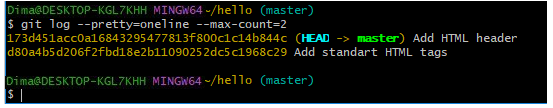 Dima@DESKTOP-KGL7KHH MINGW64 ~/hello (master)
$ git log --pretty=oneline --max-count=2
173d451acc0a16843295477813f800c1c14b844c (HEAD -> master) Add HTML header
d80a4b5d206f2fbd18e2b11090252dc5c1968c29 Add standart HTML tags
Dima@DESKTOP-KGL7KHH MINGW64 ~/hello (master)
$